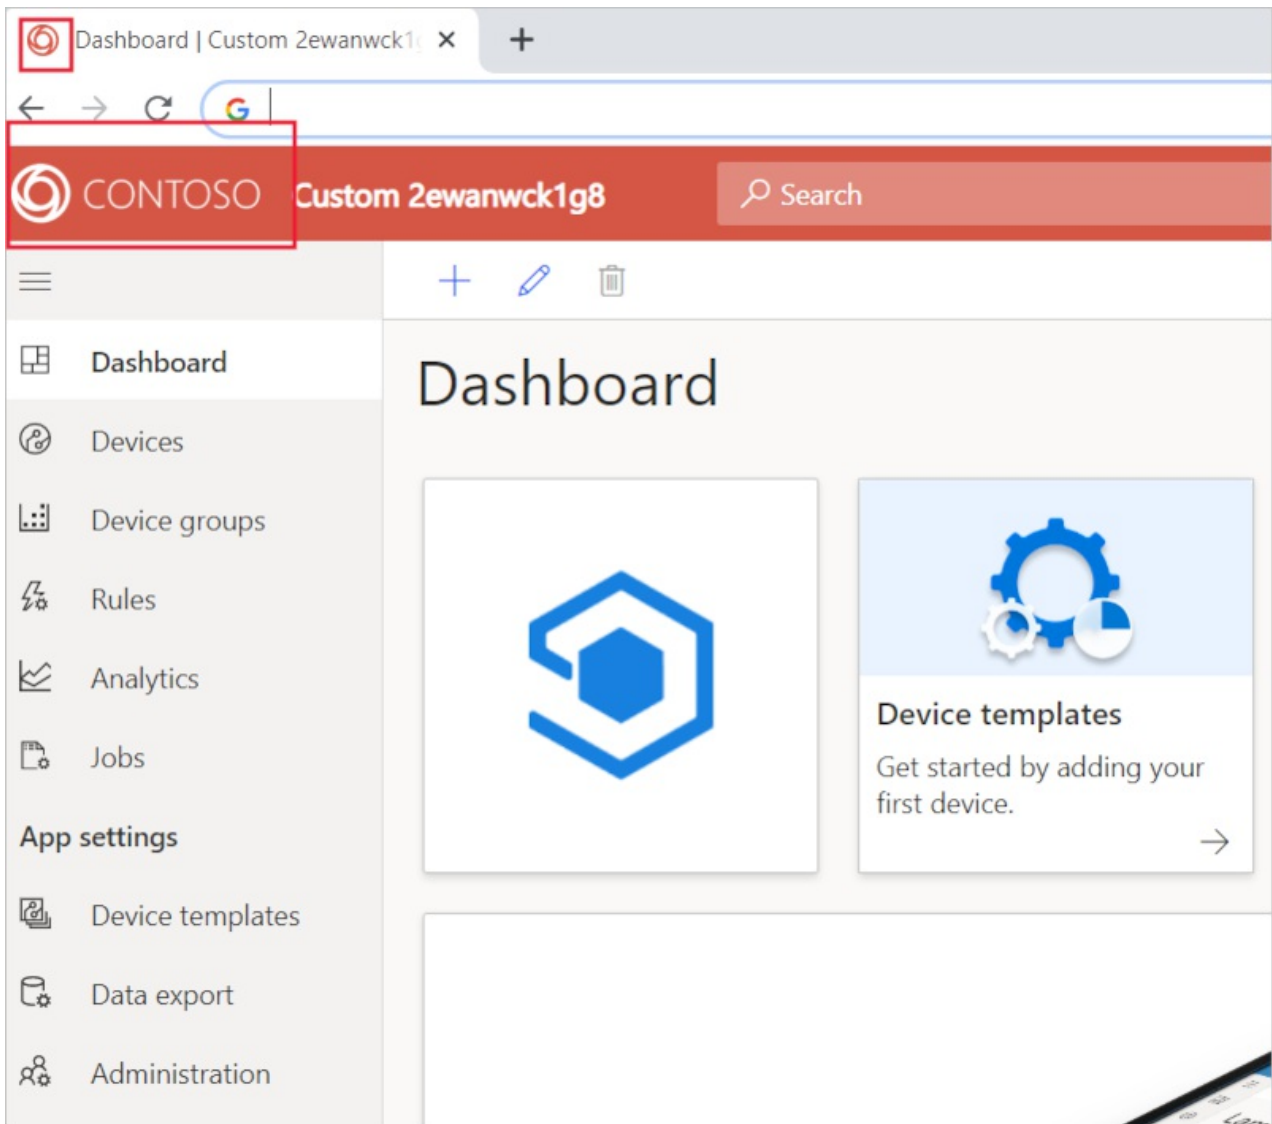 Dashboard | Custom 2ewanwck1
CONTOSO Custom 2ewanwck1g8 Search
Dashboard
Devices
Device groups
Rules
Analytics
Jobs
App settings
Device templates
Data export
Administration
Dashboard
Device templates
Get started by adding your
first device.